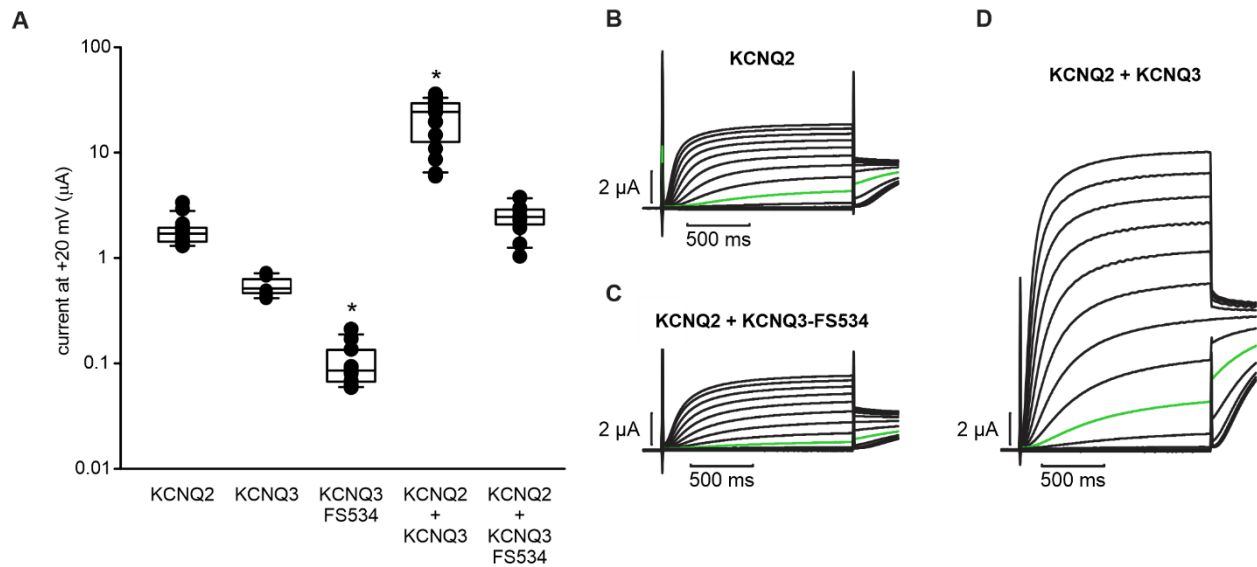 A
current at +20 mV (µA)
100
10
1
0.1
0.01
*
*
KCNQ2
KCNQ3
KCNQ3
FS534
KCNQ2
+
KCNQ3
KCNQ2
+
KCNQ3
FS534
B
KCNQ2
2 µA
500 ms
C
KCNQ2 + KCNQ3-FS534
2 µA
500 ms
D
KCNQ2 + KCNQ3
2 µA
500 ms